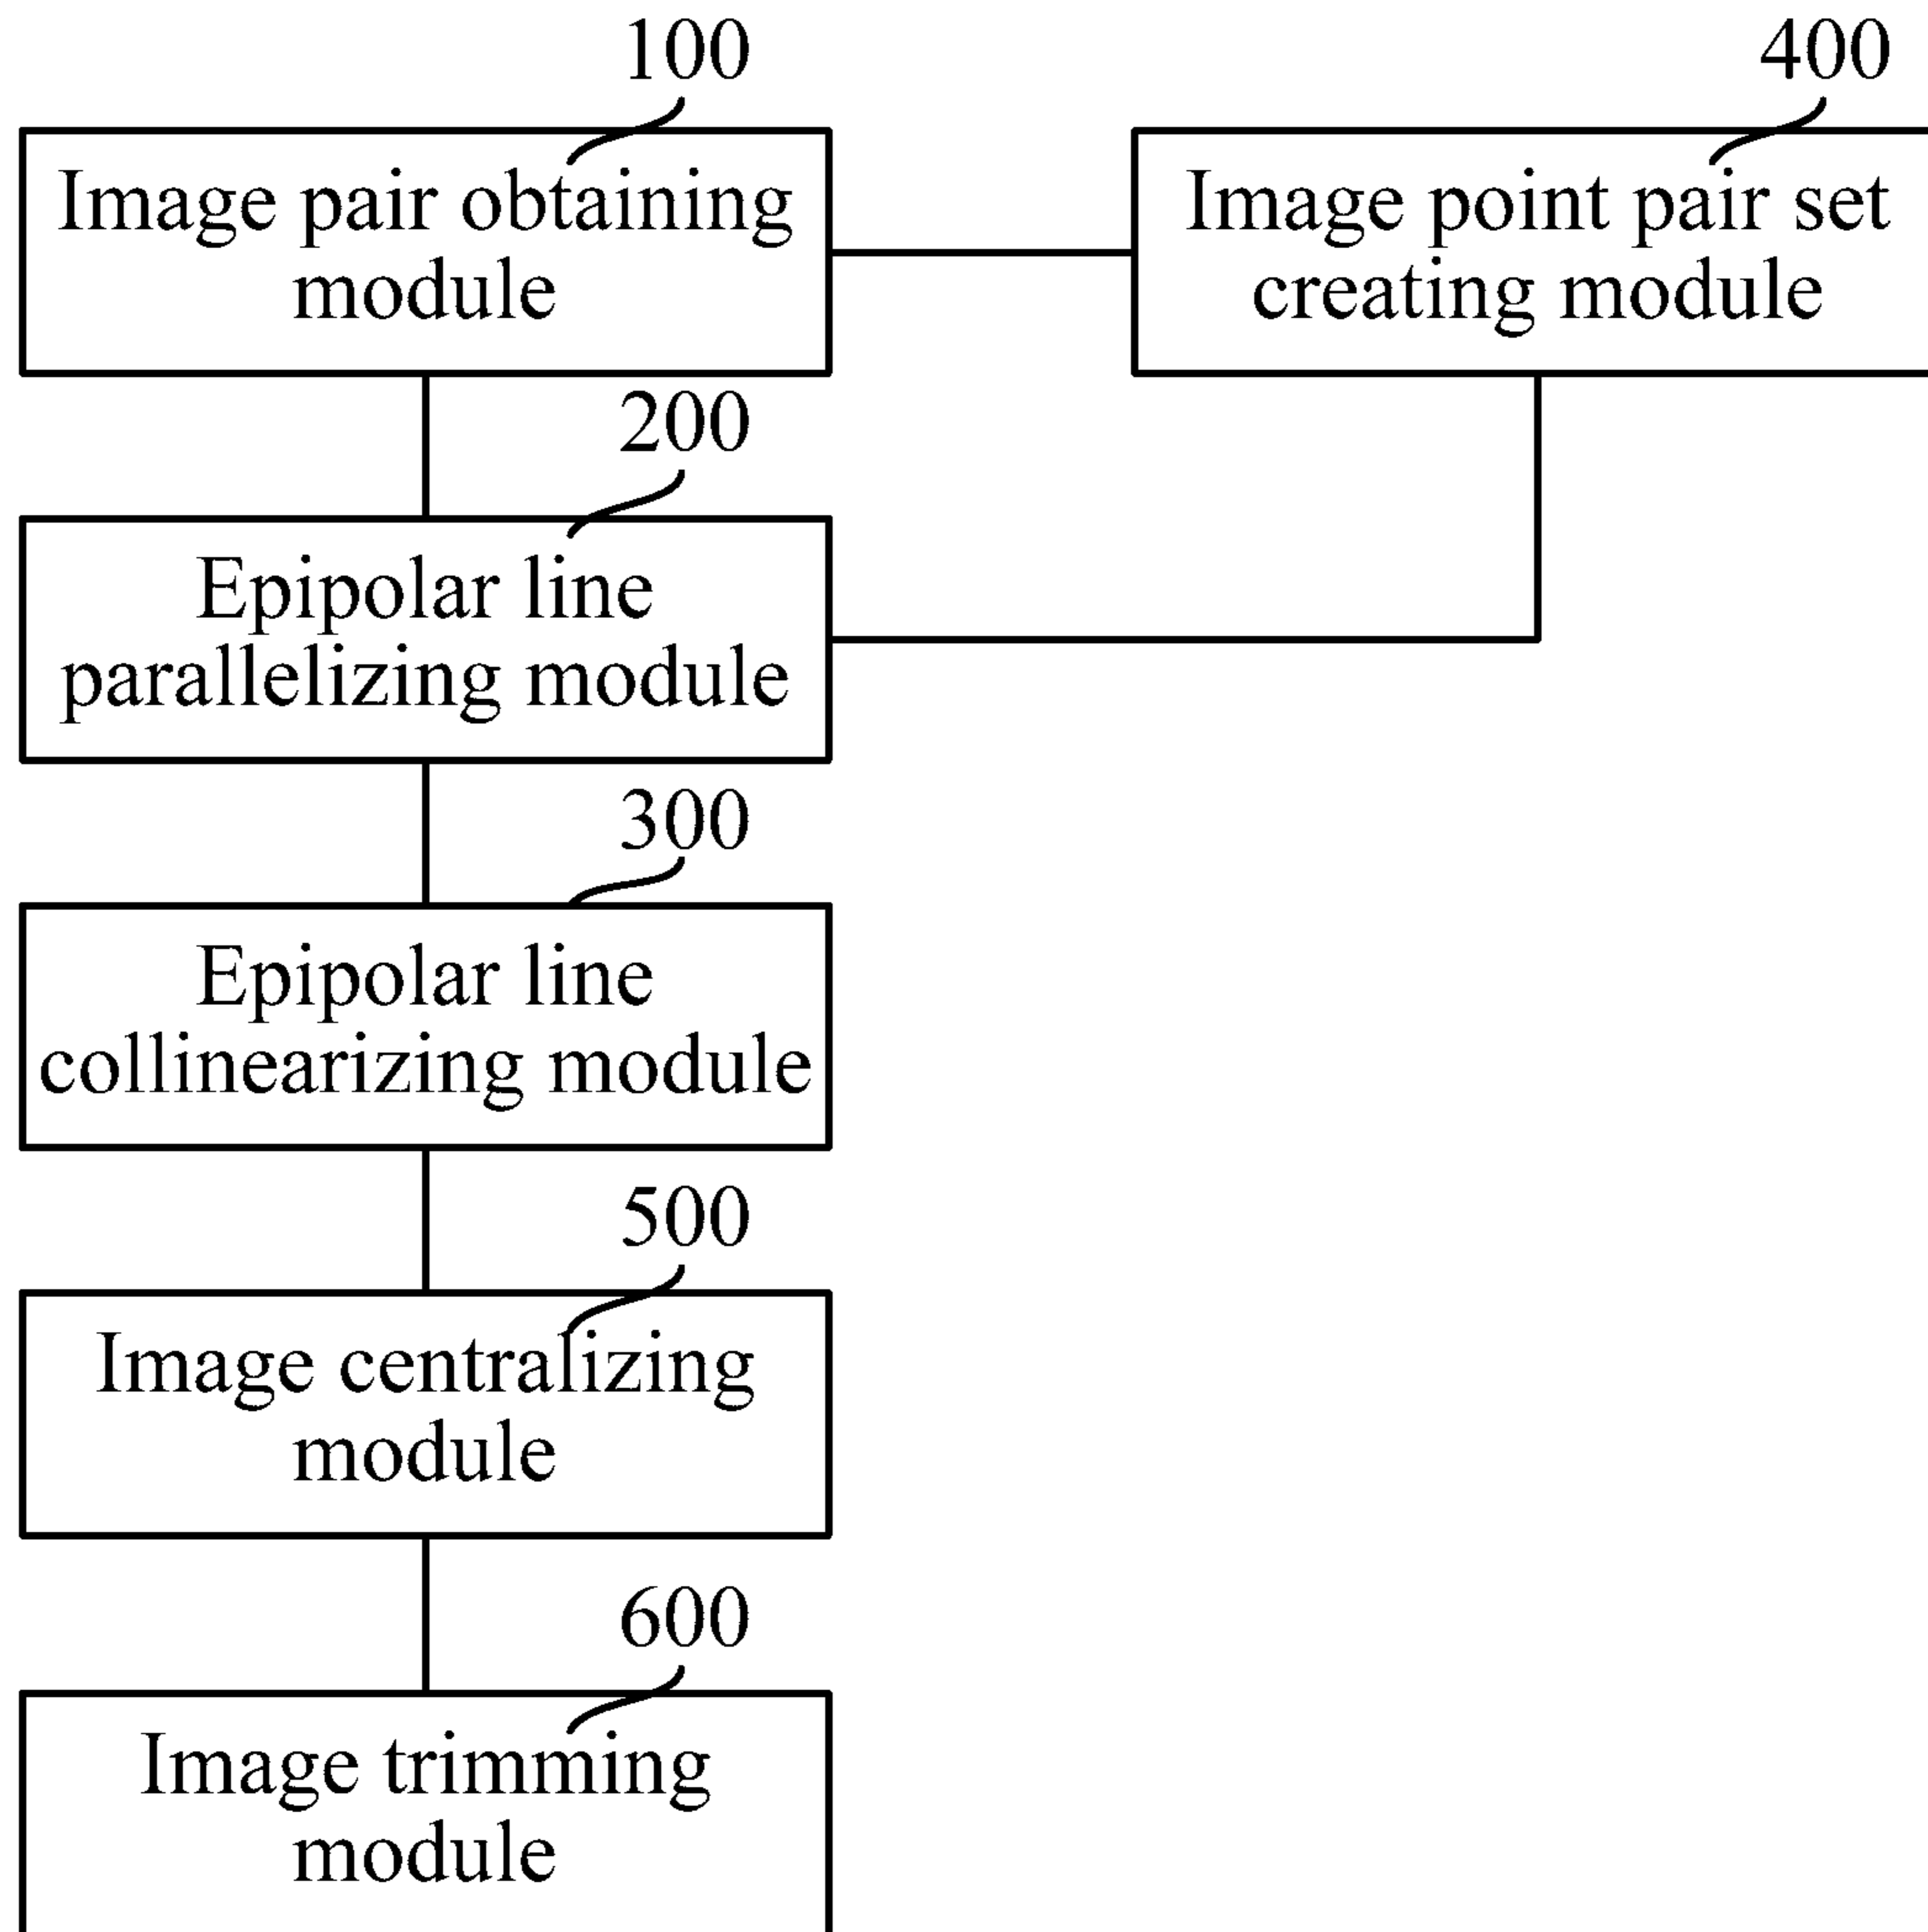 100
400
Image pair obtaining
module
Image point pair set
creating module
200
Epipolar line
parallelizing module
300
Epipolar line
collinearizing module
500
Image centralizing
module
600
Image trimming
module